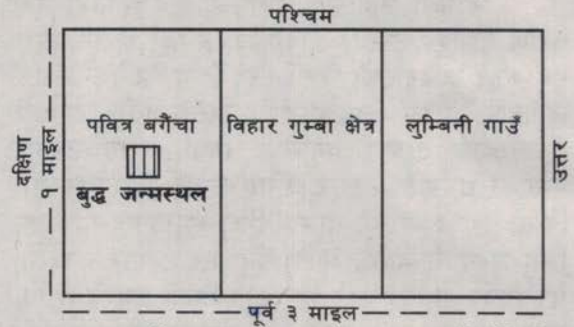 पश्चिम
दक्षिण
१ माइल
पवित्र बगैंचा
बुद्ध जन्मस्थल
विहार गुम्बा क्षेत्र
लुम्बिनी गाउँ
उत्तर
पूर्व ३ माइल